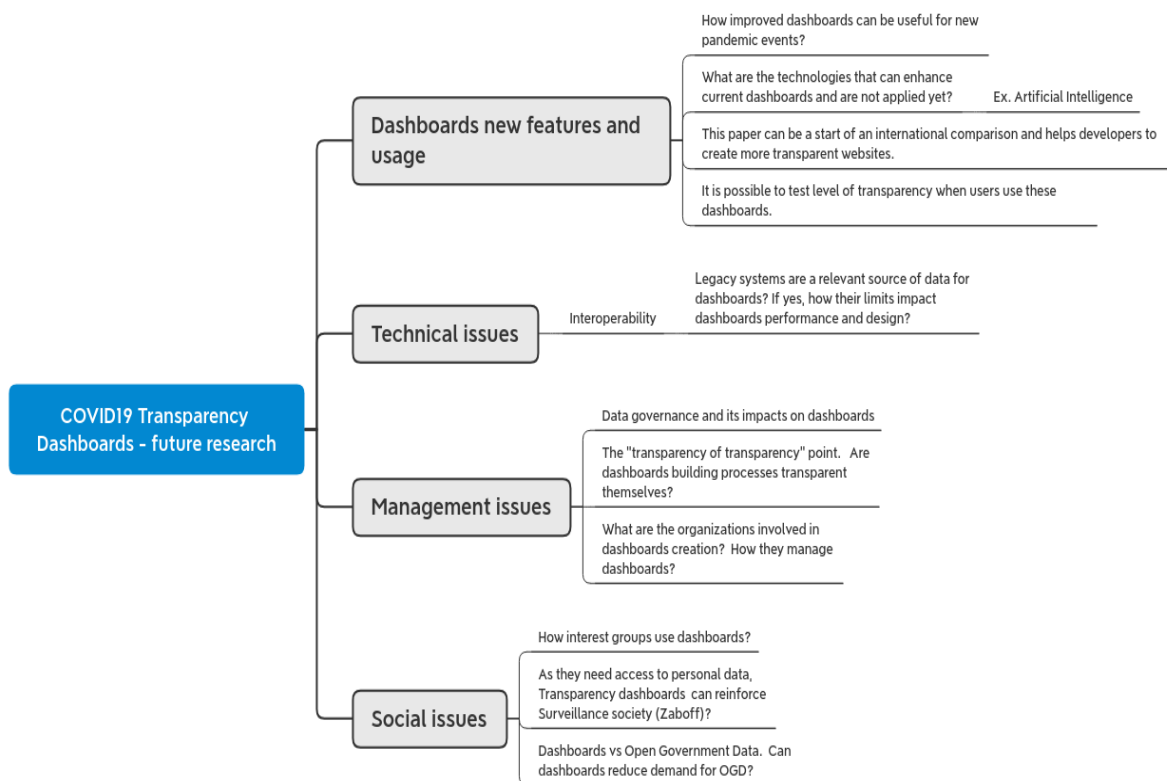 How improved dashboards can be useful for new
pandemic events?
What are the technologies that can enhance
current dashboards and are not applied yet?
Ex. Artificial Intelligence
Dashboards new features and
usage
This paper can be a start of an international comparison and helps developers to
create more transparent websites.
It is possible to test level of transparency when users use these
dashboards.
Technical issues
Interoperability
Legacy systems are a relevant source of data for
dashboards? If yes, how their limits impact
dashboards performance and design?
COVID19 Transparency
Dashboards - future research
Management issues
Data governance and its impacts on dashboards
The "transparency of transparency" point. Are
dashboards building processes transparent
themselves?
What are the organizations involved in
dashboards creation? How they manage
dashboards?
Social issues
How interest groups use dashboards?
As they need access to personal data,
Transparency dashboards can reinforce
Surveillance society (Zaboff)?
Dashboards vs Open Government Data. Can
dashboards reduce demand for OGD?